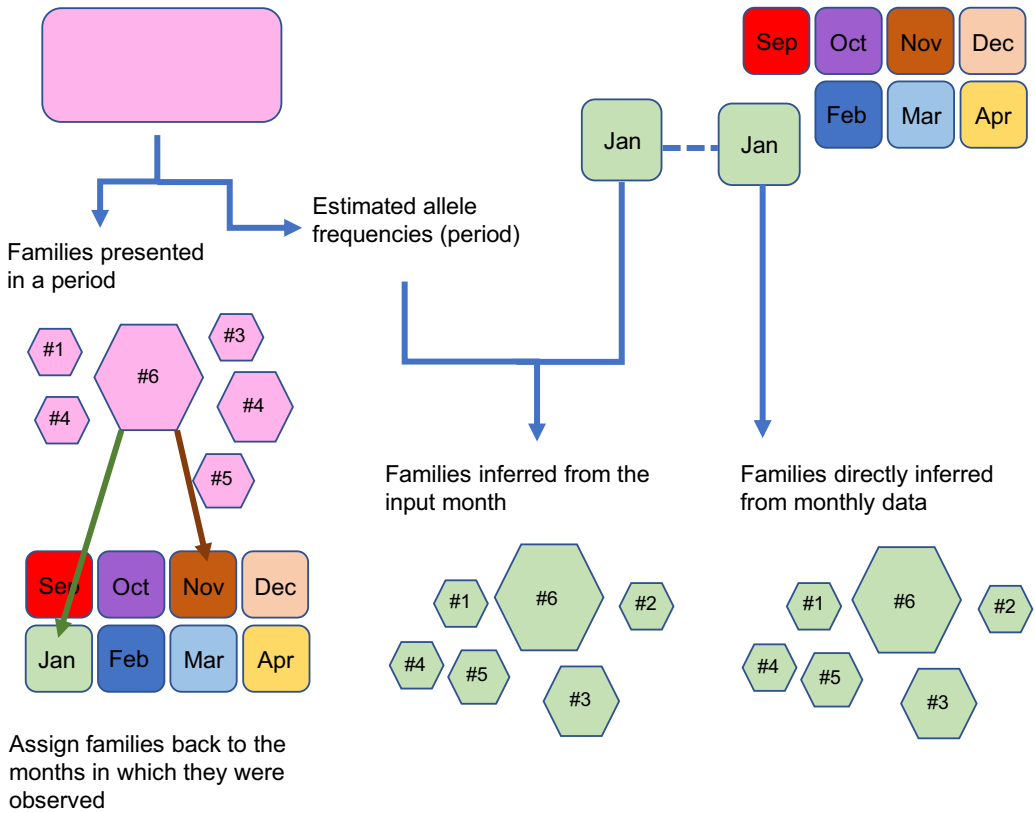 Sep Oct Nov Dec
Feb Mar Apr
Jan Jan
Estimated allele
frequencies (period)
Families presented
in a period
#1
#6
#3
#4
#4
#5
Sep Oct Nov Dec
Jan Feb Mar Apr
Assign families back to the
months in which they were
observed
Families inferred from the
input month
#1
#6
#2
#4
#5
#3
Families directly inferred
from monthly data
#1
#6
#2
#4
#5
#3